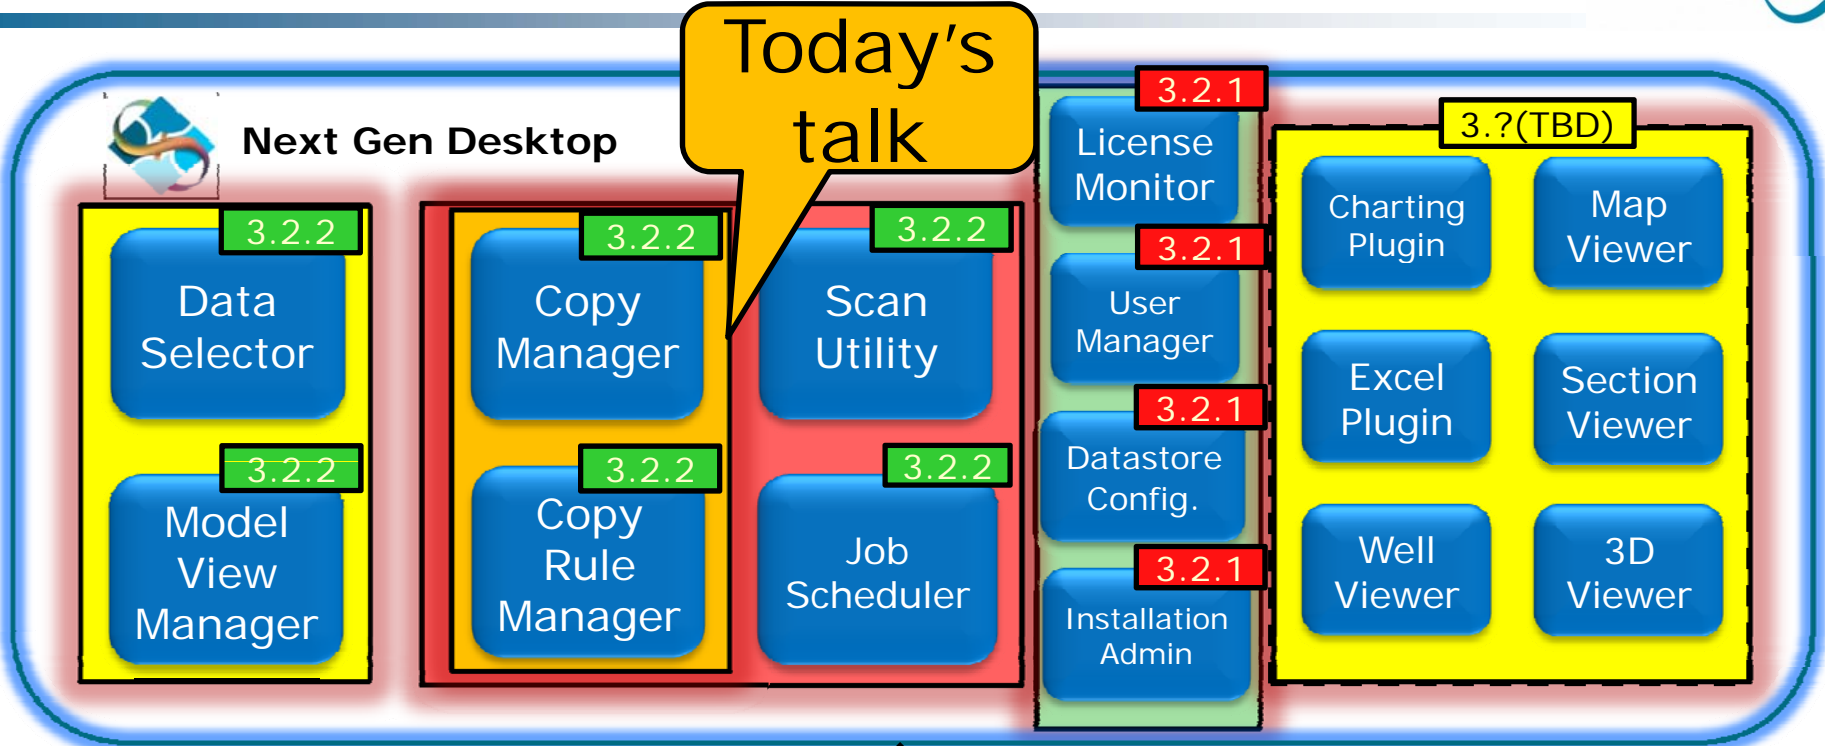 Today's
talk
Next Gen Desktop
3.2.2
Data
Selector
3.2.2
Model
View
Manager
3.2.2
Copy
Manager
3.2.2
Copy
Rule
Manager
3.2.2
Scan
Utility
3.2.2
Job
Scheduler
3.2.1
License
Monitor
3.2.1
User
Manager
3.2.1
Datastore
Config.
3.2.1
Installation
Admin
3.?(TBD)
Charting
Plugin
Map
Viewer
Excel
Plugin
Section
Viewer
Well
Viewer
3D
Viewer